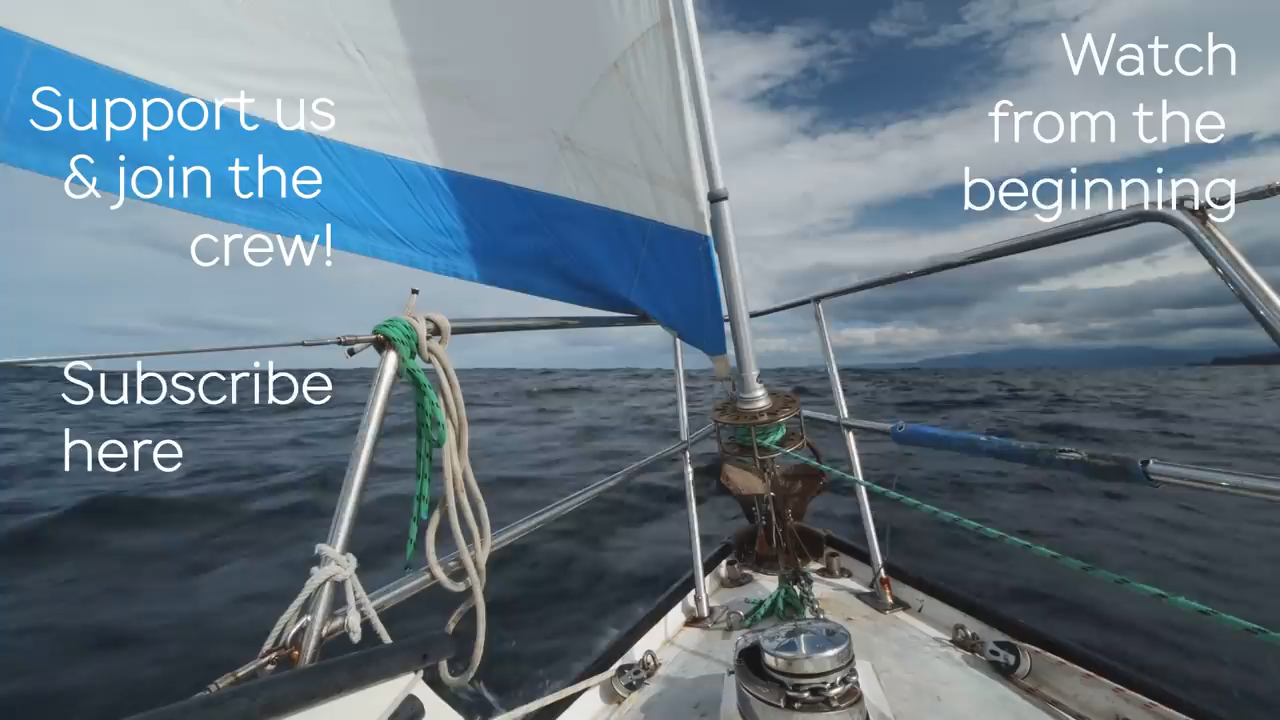 Support us
& join the
crew!
Subscribe
here
Watch
from the
beginning